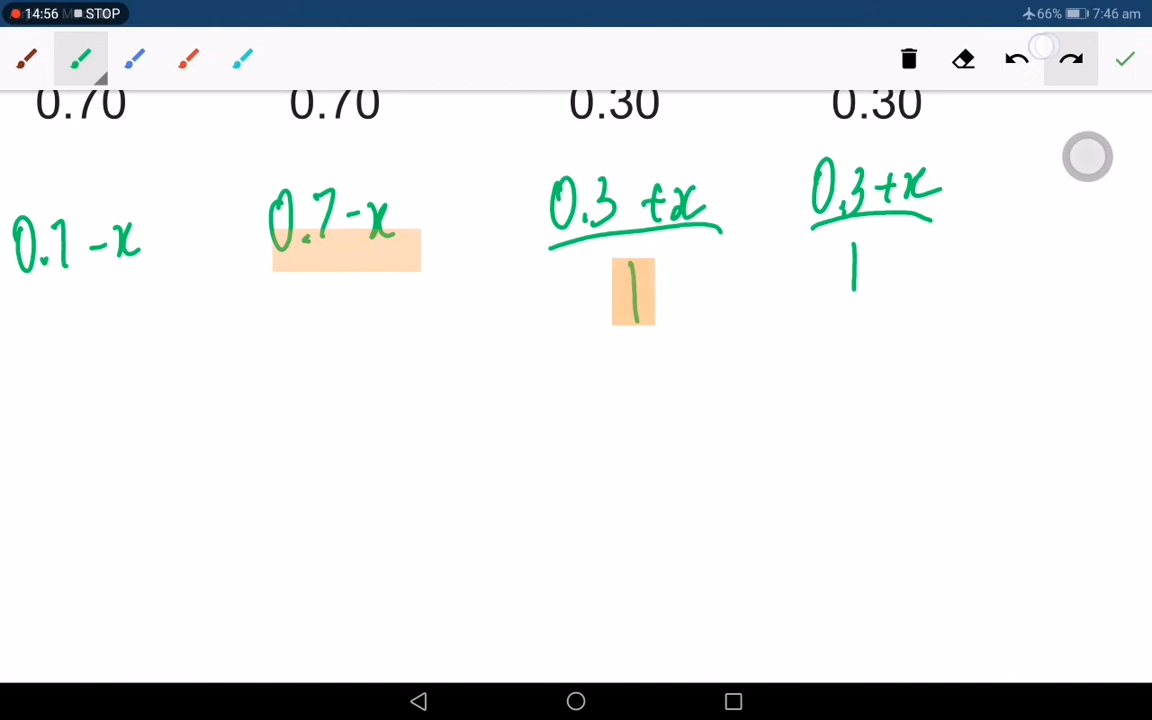 14:56 STOP 66% 7:46 am
0.70 0.70 0.30 0.30
0.7-x 0.7-x 0.3+x 0.3+x
1 1